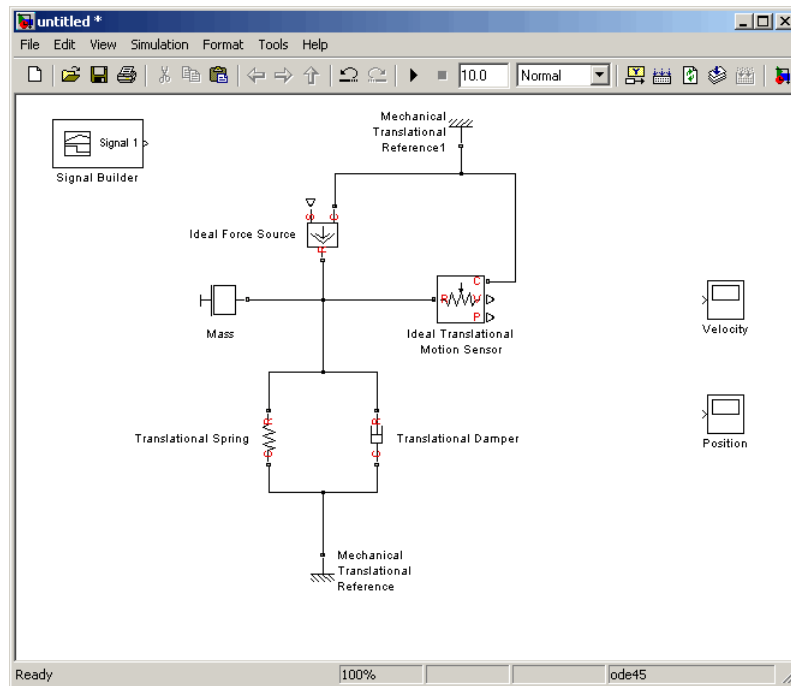 untitled *
File Edit View Simulation Format Tools Help
10.0 Normal
Mechanical
Translational
Reference1
Signal 1
Signal Builder
S C
Ideal Force Source
R
C
R V
P
Mass
Ideal Translational
Motion Sensor
Velocity
R R
Translational Spring
Translational Damper
C C
Position
Mechanical
Translational
Reference
Ready 100% ode45